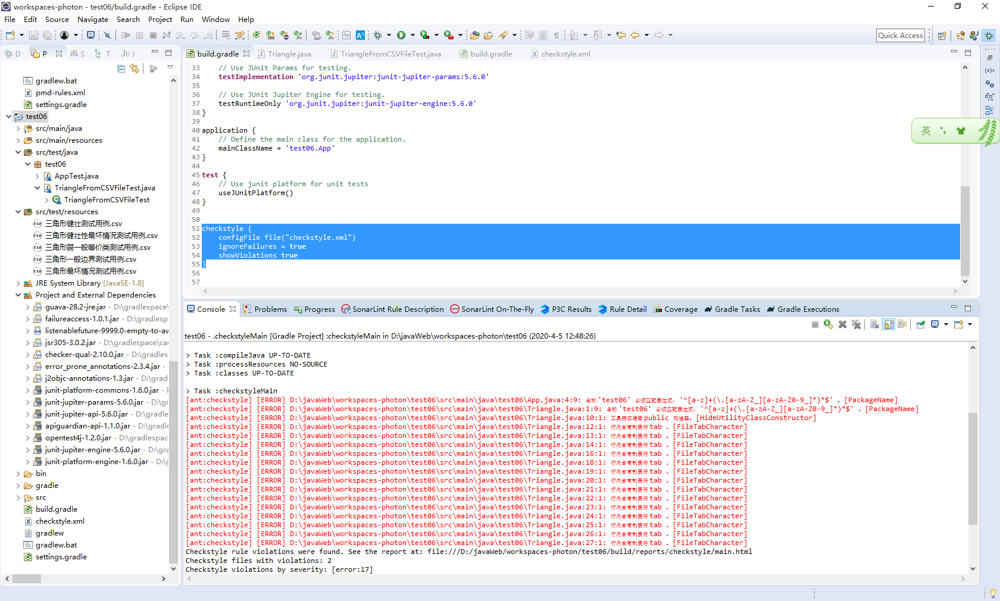 workspaces-photon - test06/build.gradle - Eclipse IDE
File Edit Source Navigate Search Project Run Window Help
Quick Access
D P S T J
gradlew.bat
pmd-rules.xml
settings.gradle
test06
src/main/java
src/main/resources
src/test/java
test06
AppTest.java
TriangleFromCSVFileTest.java
TriangleFromCSVFileTest
src/test/resources
三角形健壮测试用例.csv
三角形健壮性最坏情况测试用例.csv
三角形弱一般等价类测试用例.csv
三角形一般边界测试用例.csv
三角形最坏情况测试用例.csv
JRE System Library [JavaSE-1.8]
Project and External Dependencies
guava-28.2-jre.jar - D:\gradlespace\
failureaccess-1.0.1.jar - D:\gradlesp
listenablefuture-9999.0-empty-to-av
jsr305-3.0.2.jar - D:\gradlespace\cac
checker-qual-2.10.0.jar - D:\gradles
error_prone_annotations-2.3.4.jar -
j2objc-annotations-1.3.jar - D:\grad
junit-platform-commons-1.6.0.jar - 
junit-jupiter-params-5.6.0.jar - D:\g
junit-jupiter-api-5.6.0.jar - D:\gradle
apiguardian-api-1.1.0.jar - D:\gradle
opentest4j-1.2.0.jar - D:\gradlespac
junit-jupiter-engine-5.6.0.jar - D:\gra
junit-platform-engine-1.6.0.jar - D:\g
bin
gradle
src
build.gradle
checkstyle.xml
gradlew
gradlew.bat
settings.gradle
build.gradle Triangle.java TriangleFromCSVFileTest.java build.gradle checkstyle.xml
33 // Use JUnit Params for testing.
34 testImplementation 'org.junit.jupiter:junit-jupiter-params:5.6.0'
35
36 // Use JUnit Jupiter Engine for testing.
37 testRuntimeOnly 'org.junit.jupiter:junit-jupiter-engine:5.6.0'
38 }
39
40 application {
41 // Define the main class for the application.
42 mainClassName = 'test06.App'
43 }
44
45 test {
46 // Use junit platform for unit tests
47 useJUnitPlatform()
48 }
49
50
51 checkstyle {
52 configFile file("checkstyle.xml")
53 ignoreFailures = true
54 showViolations true
55 }
56
57
英
Console Problems Progress SonarLint Rule Description SonarLint On-The-Fly P3C Results Rule Detail Coverage Gradle Tasks Gradle Executions
test06 - .checkstyleMain [Gradle Project] :checkstyleMain in D:\javaWeb\workspaces-photon\test06 (2020-4-5 12:48:26)
> Task :compileJava UP-TO-DATE
> Task :processResources NO-SOURCE
> Task :classes UP-TO-DATE
> Task :checkstyleMain
[ant:checkstyle] [ERROR] D:\javaWeb\workspaces-photon\test06\src\main\java\test06\App.java:4:9: 名称 'test06' 必须匹配表达式: '^[a-z]+(\.[a-zA-Z_][a-zA-Z0-9_]*)*$' . [PackageName]
[ant:checkstyle] [ERROR] D:\javaWeb\workspaces-photon\test06\src\main\java\test06\Triangle.java:1:9: 名称 'test06' 必须匹配表达式: '^[a-z]+(\.[a-zA-Z_][a-zA-Z0-9_]*)*$' . [PackageName]
[ant:checkstyle] [ERROR] D:\javaWeb\workspaces-photon\test06\src\main\java\test06\Triangle.java:10:1: 工具类应隐藏 public 构造器. [HideUtilityClassConstructor]
[ant:checkstyle] [ERROR] D:\javaWeb\workspaces-photon\test06\src\main\java\test06\Triangle.java:12:1: 行内含有制表符 tab . [FileTabCharacter]
[ant:checkstyle] [ERROR] D:\javaWeb\workspaces-photon\test06\src\main\java\test06\Triangle.java:13:1: 行内含有制表符 tab . [FileTabCharacter]
[ant:checkstyle] [ERROR] D:\javaWeb\workspaces-photon\test06\src\main\java\test06\Triangle.java:14:1: 行内含有制表符 tab . [FileTabCharacter]
[ant:checkstyle] [ERROR] D:\javaWeb\workspaces-photon\test06\src\main\java\test06\Triangle.java:16:1: 行内含有制表符 tab . [FileTabCharacter]
[ant:checkstyle] [ERROR] D:\javaWeb\workspaces-photon\test06\src\main\java\test06\Triangle.java:18:1: 行内含有制表符 tab . [FileTabCharacter]
[ant:checkstyle] [ERROR] D:\javaWeb\workspaces-photon\test06\src\main\java\test06\Triangle.java:19:1: 行内含有制表符 tab . [FileTabCharacter]
[ant:checkstyle] [ERROR] D:\javaWeb\workspaces-photon\test06\src\main\java\test06\Triangle.java:20:1: 行内含有制表符 tab . [FileTabCharacter]
[ant:checkstyle] [ERROR] D:\javaWeb\workspaces-photon\test06\src\main\java\test06\Triangle.java:21:1: 行内含有制表符 tab . [FileTabCharacter]
[ant:checkstyle] [ERROR] D:\javaWeb\workspaces-photon\test06\src\main\java\test06\Triangle.java:22:1: 行内含有制表符 tab . [FileTabCharacter]
[ant:checkstyle] [ERROR] D:\javaWeb\workspaces-photon\test06\src\main\java\test06\Triangle.java:23:1: 行内含有制表符 tab . [FileTabCharacter]
[ant:checkstyle] [ERROR] D:\javaWeb\workspaces-photon\test06\src\main\java\test06\Triangle.java:24:1: 行内含有制表符 tab . [FileTabCharacter]
[ant:checkstyle] [ERROR] D:\javaWeb\workspaces-photon\test06\src\main\java\test06\Triangle.java:25:1: 行内含有制表符 tab . [FileTabCharacter]
[ant:checkstyle] [ERROR] D:\javaWeb\workspaces-photon\test06\src\main\java\test06\Triangle.java:26:1: 行内含有制表符 tab . [FileTabCharacter]
[ant:checkstyle] [ERROR] D:\javaWeb\workspaces-photon\test06\src\main\java\test06\Triangle.java:27:1: 行内含有制表符 tab . [FileTabCharacter]
Checkstyle rule violations were found. See the report at: file:///D:/javaWeb/workspaces-photon/test06/build/reports/checkstyle/main.html
Checkstyle files with violations: 2
Checkstyle violations by severity: [error:17]